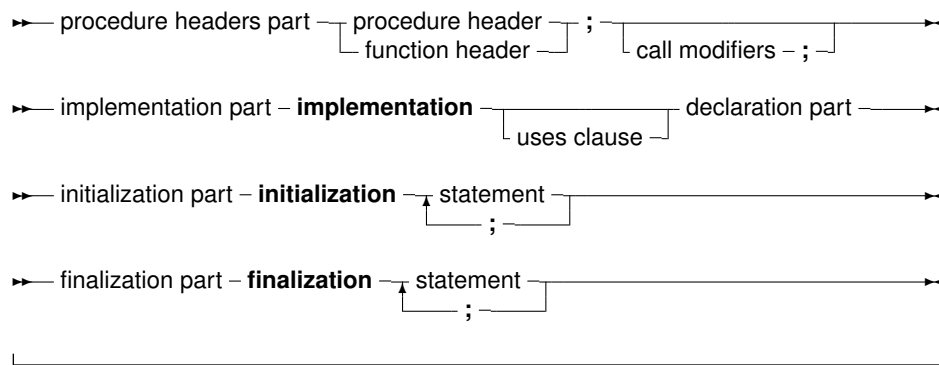 procedure headers part – procedure header ;
function header call modifiers – ;
implementation part – implementation declaration part
uses clause
initialization part – initialization statement
;
finalization part – finalization statement
;